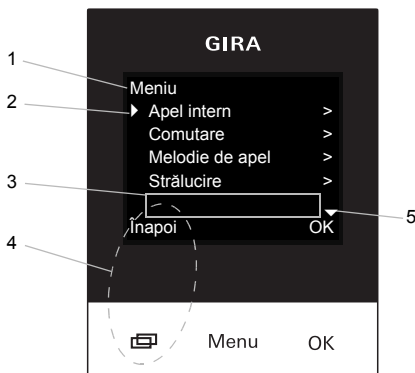 GIRA
1
Meniu
2
Apel intern >
Comutare >
Melodie de apel >
3
Strălucire >
5
Înapoi OK
4
Menu OK